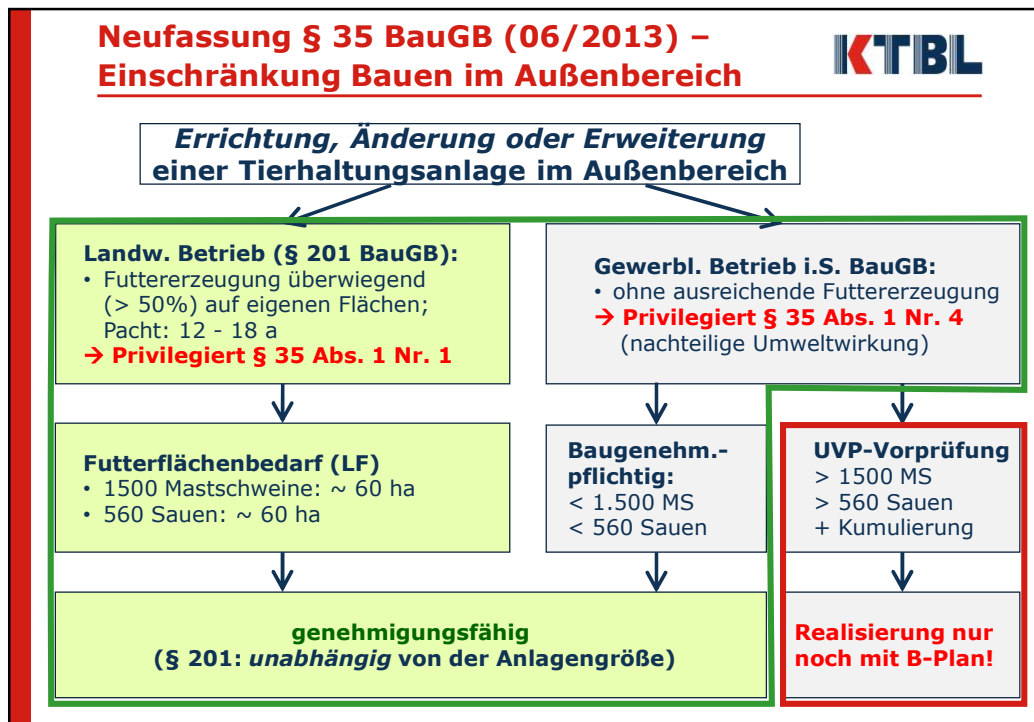 Neufassung § 35 BauGB (06/2013) –
Einschränkung Bauen im Außenbereich
KTBL
Errichtung, Änderung oder Erweiterung
einer Tierhaltungsanlage im Außenbereich
Landw. Betrieb (§ 201 BauGB):
• Futtererzeugung überwiegend
(> 50%) auf eigenen Flächen;
Pacht: 12 - 18 a
→ Privilegiert § 35 Abs. 1 Nr. 1
Gewerbl. Betrieb i.S. BauGB:
• ohne ausreichende Futtererzeugung
→ Privilegiert § 35 Abs. 1 Nr. 4
(nachteilige Umweltwirkung)
Futterflächenbedarf (LF)
• 1500 Mastschweine: ~ 60 ha
• 560 Sauen: ~ 60 ha
Baugenehm.-
pflichtig:
< 1.500 MS
< 560 Sauen
UVP-Vorprüfung
> 1500 MS
> 560 Sauen
+ Kumulierung
genehmigungsfähig
(§ 201: unabhängig von der Anlagengröße)
Realisierung nur
noch mit B-Plan!